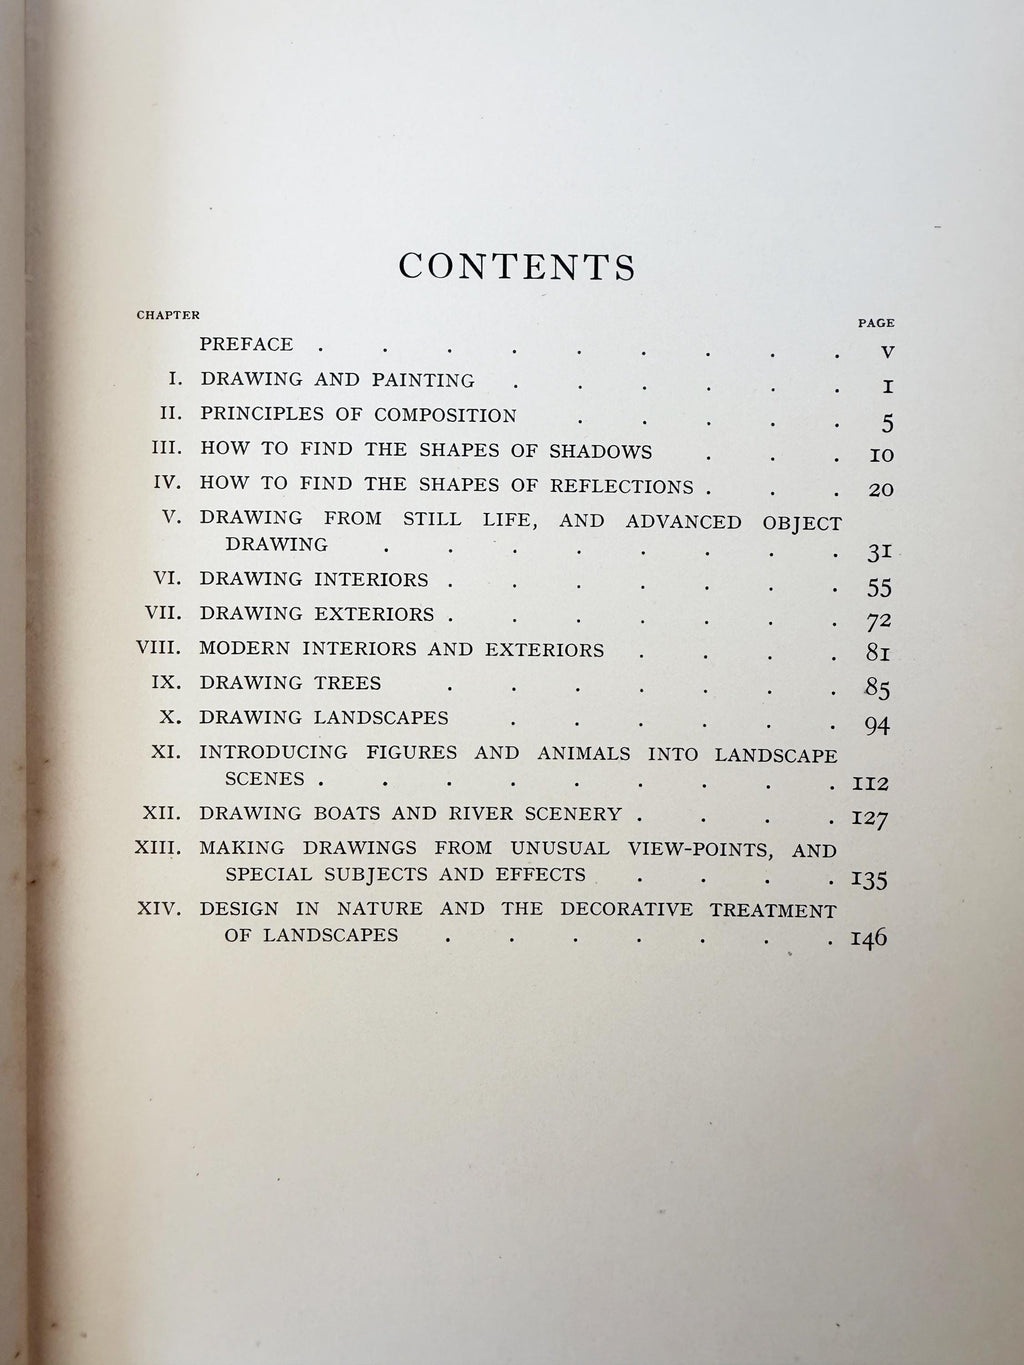 CONTENTS
CHAPTER
PAGE
PREFACE . . . . . . . . . V
I. DRAWING AND PAINTING . . . . . . I
II. PRINCIPLES OF COMPOSITION . . . . . 5
III. HOW TO FIND THE SHAPES OF SHADOWS . . . 10
IV. HOW TO FIND THE SHAPES OF REFLECTIONS . . . 20
V. DRAWING FROM STILL LIFE, AND ADVANCED OBJECT
DRAWING . . . . . . . . 31
VI. DRAWING INTERIORS . . . . . . . 55
VII. DRAWING EXTERIORS . . . . . . . 72
VIII. MODERN INTERIORS AND EXTERIORS . . . . 81
IX. DRAWING TREES . . . . . . . 85
X. DRAWING LANDSCAPES . . . . . . 94
XI. INTRODUCING FIGURES AND ANIMALS INTO LANDSCAPE
SCENES . . . . . . . . . 112
XII. DRAWING BOATS AND RIVER SCENERY . . . . 127
XIII. MAKING DRAWINGS FROM UNUSUAL VIEW-POINTS, AND
SPECIAL SUBJECTS AND EFFECTS . . . . 135
XIV. DESIGN IN NATURE AND THE DECORATIVE TREATMENT
OF LANDSCAPES . . . . . . . 146